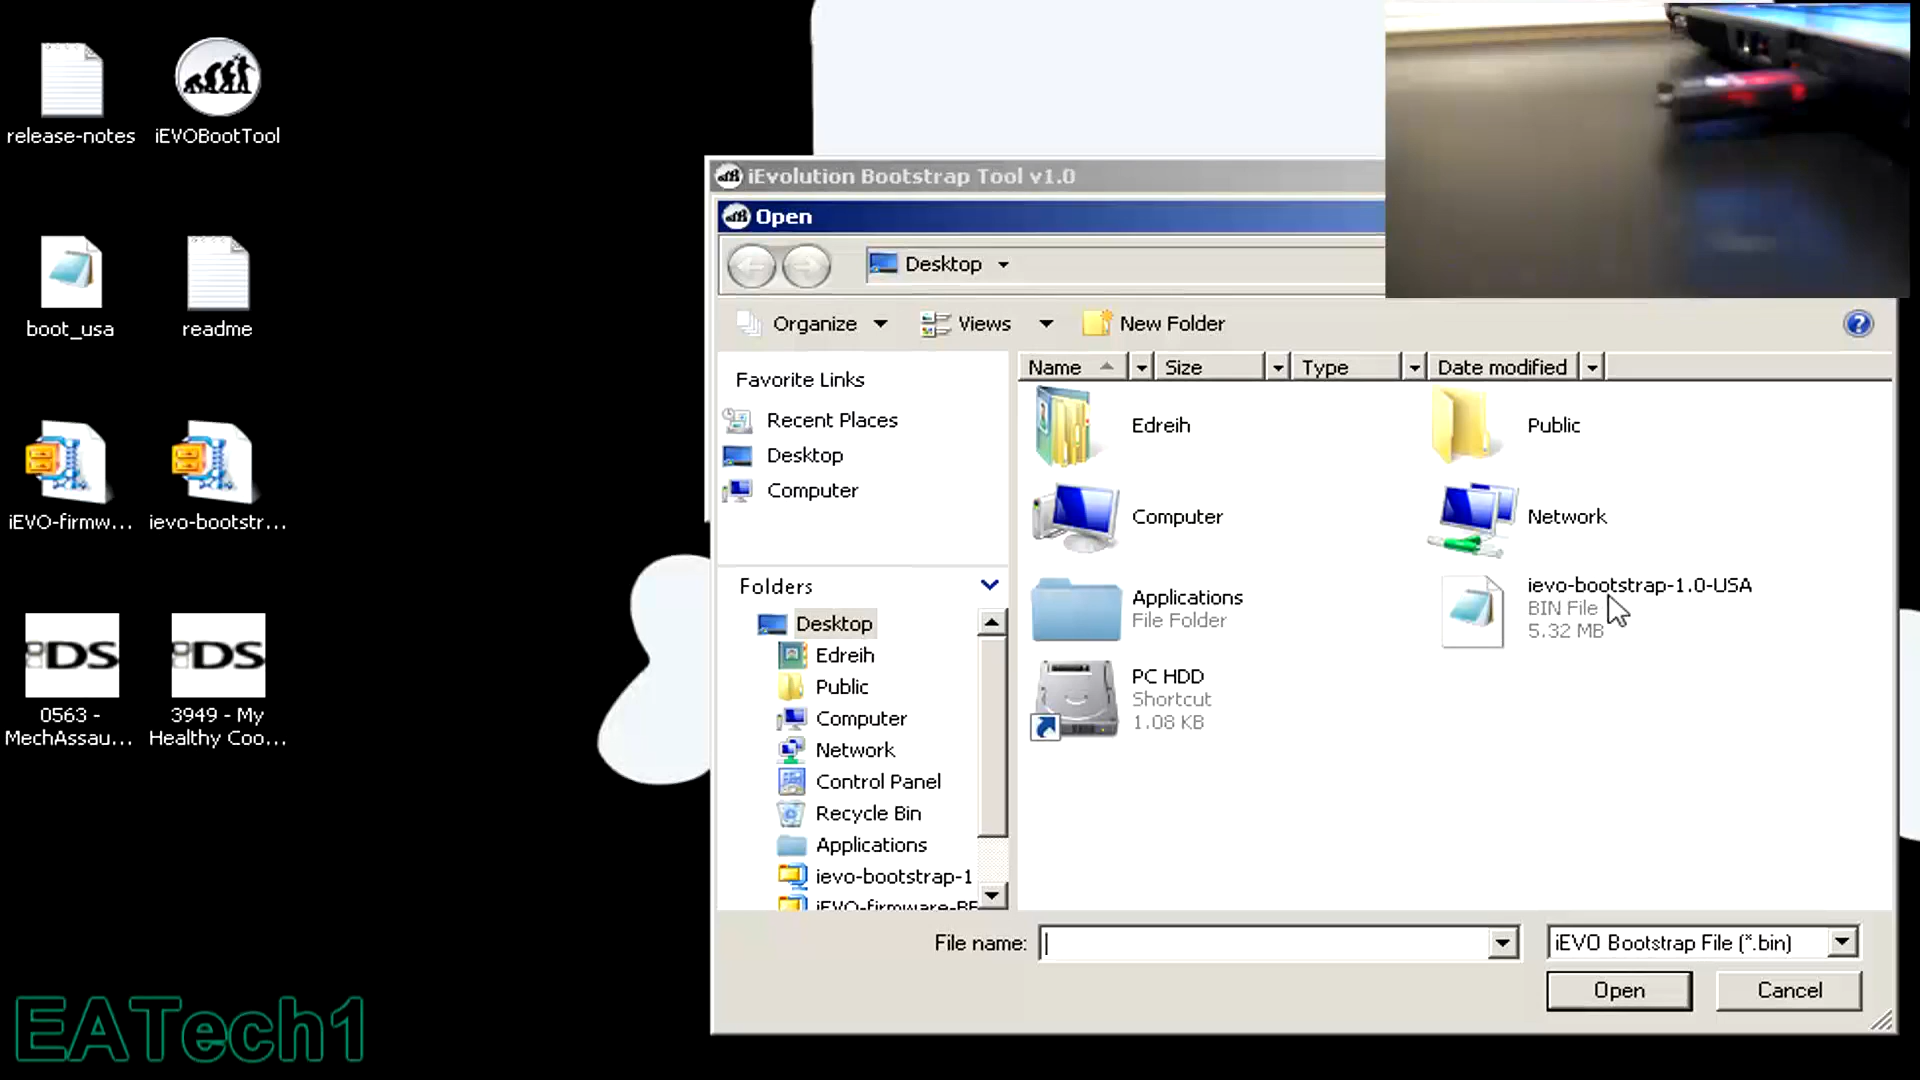 release-notes
iEVOBootTool
boot_usa
readme
iEVO-firmw...
ievo-bootstr...
iDS
iDS
0563 -
MechAssau...
3949 - My
Healthy Coo...
EATech1
iEvolution Bootstrap Tool v1.0
Open
Desktop
Organize
Views
New Folder
?
Favorite Links
Recent Places
Desktop
Computer
Folders
Desktop
Edreih
Public
Computer
Network
Control Panel
Recycle Bin
Applications
ievo-bootstrap-1
iEVO-firmware-BE
Name
Size
Type
Date modified
Edreih
Public
Computer
Network
Applications
File Folder
ievo-bootstrap-1.0-USA
BIN File
5.32 MB
PC HDD
Shortcut
1.08 KB
File name:
iEVO Bootstrap File (*.bin)
Open
Cancel